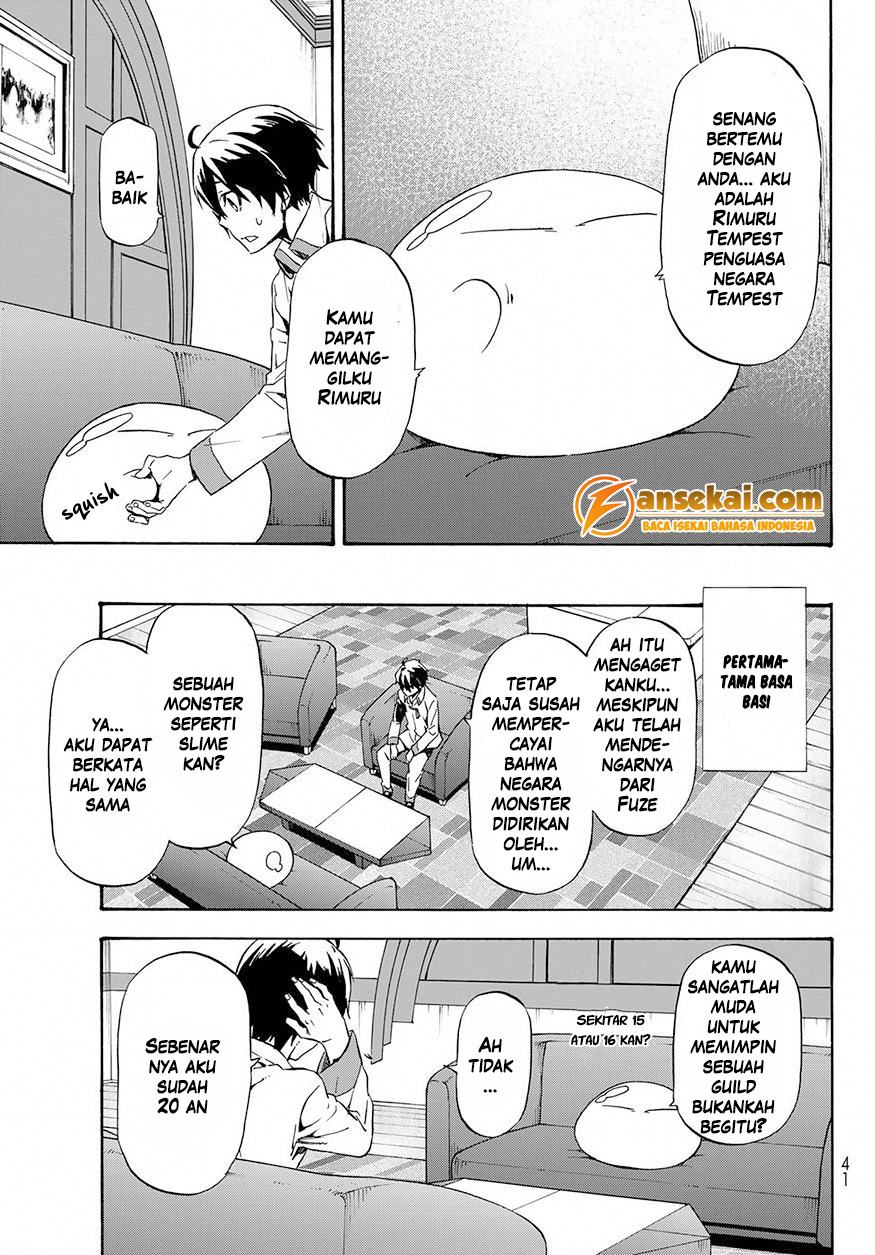 SENANG
BERTEMU
DENGAN
ANDA... AKU
ADALAH
RIMURU
TEMPEST
PENGUASA
NEGARA
TEMPEST
KAMU
DAPAT
MEMANG-
GILKU
RIMURU
BA-
BAIK
squish
ansekai.com
BACA ISEKAI BAHASA INDONESIA
PERTAMA-
TAMA BASA
BASI
AH ITU
MENGAGET
KANKU...
MESKIPUN
AKU TELAH
MENDE-
NGARNYA
DARI
FUZE
TETAP
SAJA SUSAH
MEMPER-
CAYAI
BAHWA
NEGARA
MONSTER
DIDIRIKAN
OLEH...
UM...
SEBUAH
MONSTER
SEPERTI
SLIME
KAN?
YA...
AKU DAPAT
BERKATA
HAL YANG
SAMA
KAMU
SANGATLAH
MUDA
UNTUK
MEMIMPIN
SEBUAH
GUILD
BUKANKAH
BEGITU?
SEKITAR 15
ATAU 16 KAN?
AH
TIDAK
...
SEBENAR
NYA AKU
SUDAH
20 AN
41